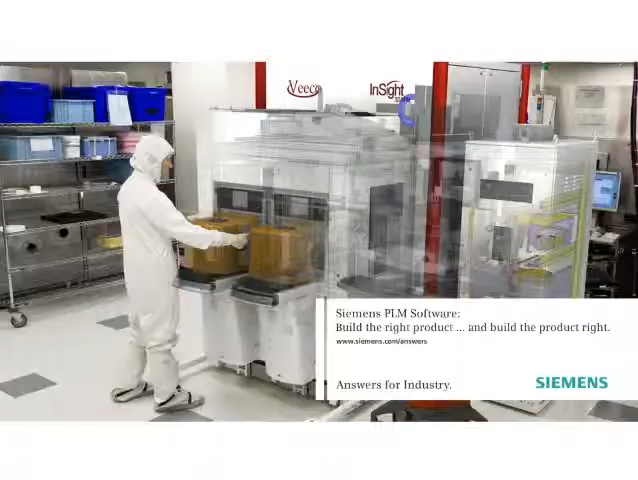 Veeco
InSight
Siemens PLM Software:
Build the right product ... and build the product right.
www.siemens.com/answers
Answers for Industry.
SIEMENS